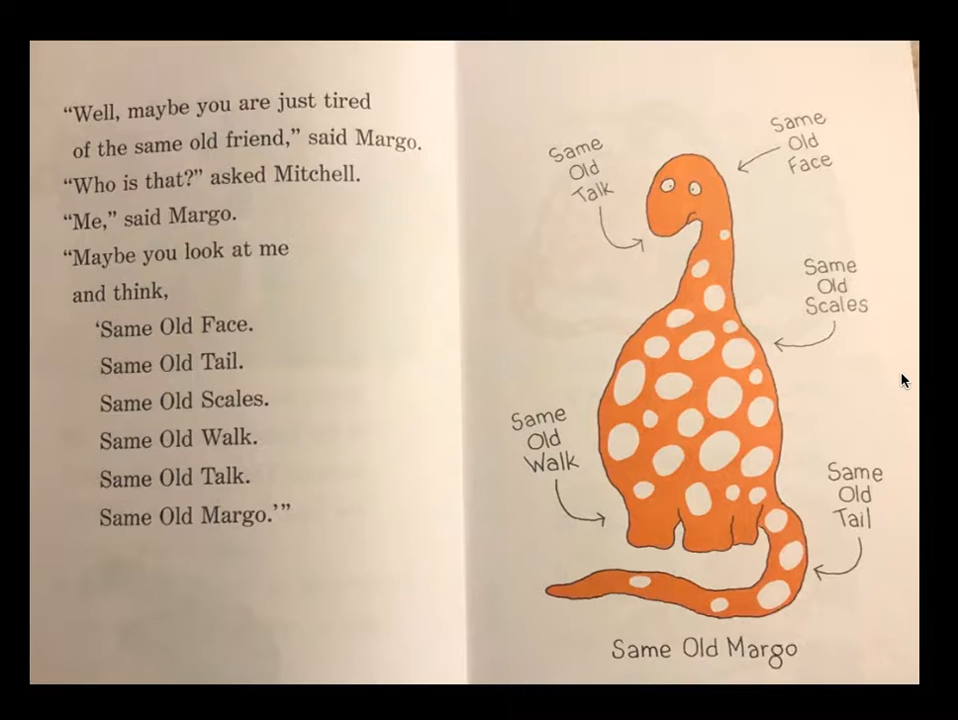 “Well, maybe you are just tired
of the same old friend,” said Margo.
“Who is that?” asked Mitchell.
“Me,” said Margo.
“Maybe you look at me
and think,
‘Same Old Face.
Same Old Tail.
Same Old Scales.
Same Old Walk.
Same Old Talk.
Same Old Margo.’”
Same
Old
Talk
Same
Old
Face
Same
Old
Scales
Same
Old
Walk
Same
Old
Tail
Same Old Margo